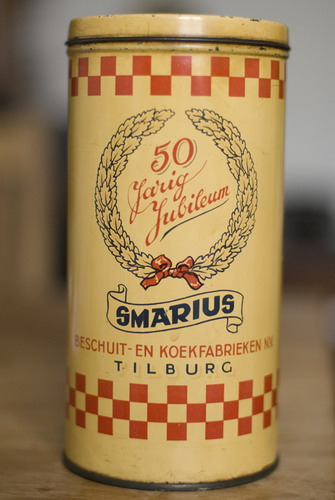 50
Jarig
Jubileum
SMARIUS
BESCHUIT- EN KOEKFABRIEKEN N.V.
TILBURG